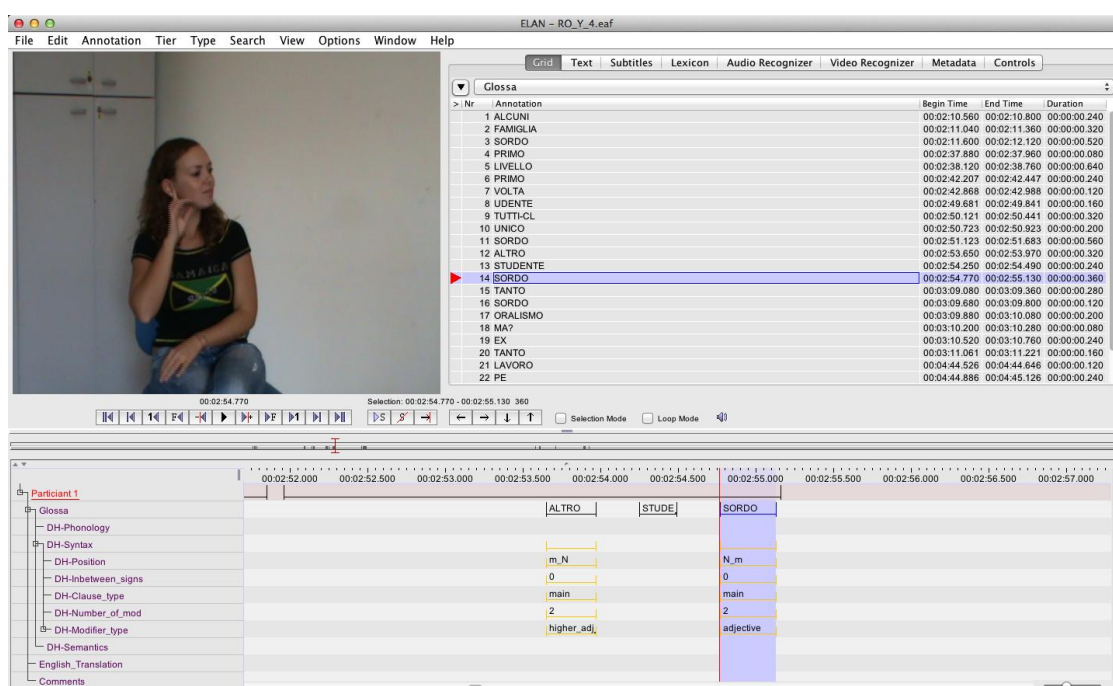 ELAN - RO_Y_4.eaf
File Edit Annotation Tier Type Search View Options Window Help
Grid Text Subtitles Lexicon Audio Recognizer Video Recognizer Metadata Controls
Glossa
> Nr Annotation Begin Time End Time Duration
1 ALCUNI 00:02:10.560 00:02:10.800 00:00:00.240
2 FAMIGLIA 00:02:11.040 00:02:11.360 00:00:00.320
3 SORDO 00:02:11.600 00:02:12.120 00:00:00.520
4 PRIMO 00:02:37.880 00:02:37.960 00:00:00.080
5 LIVELLO 00:02:38.120 00:02:38.760 00:00:00.640
6 PRIMO 00:02:42.207 00:02:42.447 00:00:00.240
7 VOLTA 00:02:42.868 00:02:42.988 00:00:00.120
8 UDENTE 00:02:49.681 00:02:49.841 00:00:00.160
9 TUTTI-CL 00:02:50.121 00:02:50.441 00:00:00.320
10 UNICO 00:02:50.723 00:02:50.923 00:00:00.200
11 SORDO 00:02:51.123 00:02:51.683 00:00:00.560
12 ALTRO 00:02:53.650 00:02:53.970 00:00:00.320
13 STUDENTE 00:02:54.250 00:02:54.490 00:00:00.240
14 SORDO 00:02:54.770 00:02:55.130 00:00:00.360
15 TANTO 00:03:09.080 00:03:09.360 00:00:00.280
16 SORDO 00:03:09.680 00:03:09.800 00:00:00.120
17 ORALISMO 00:03:09.880 00:03:10.080 00:00:00.200
18 MA? 00:03:10.200 00:03:10.280 00:00:00.080
19 EX 00:03:10.520 00:03:10.760 00:00:00.240
20 TANTO 00:03:11.061 00:03:11.221 00:00:00.160
21 LAVORO 00:04:44.526 00:04:44.646 00:00:00.120
22 PE 00:04:44.886 00:04:45.126 00:00:00.240
JAMAICA
00:02:54.770 Selection: 00:02:54.770 - 00:02:55.130 360
Selection Mode Loop Mode
00:02:52.000 00:02:52.500 00:02:53.000 00:02:53.500 00:02:54.000 00:02:54.500 00:02:55.000 00:02:55.500 00:02:56.000 00:02:56.500 00:02:57.000
Particiant 1
Glossa ALTRO STUDE SORDO
DH-Phonology
DH-Syntax
DH-Position m_N N_m
DH-Inbetween_signs 0 0
DH-Clause_type main main
DH-Number_of_mod 2 2
DH-Modifier_type higher_adj adjective
DH-Semantics
English_Translation
Comments